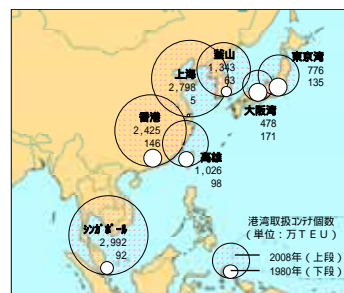 釜山
1,343
63
東京湾
776
135
上海
2,798
5
大阪湾
478
171
香港
2,425
146
高雄
1,026
98
シンガポール
2,992
92
港湾取扱コンテナ個数
(単位:万TEU)
2008年(上段)
1980年(下段)